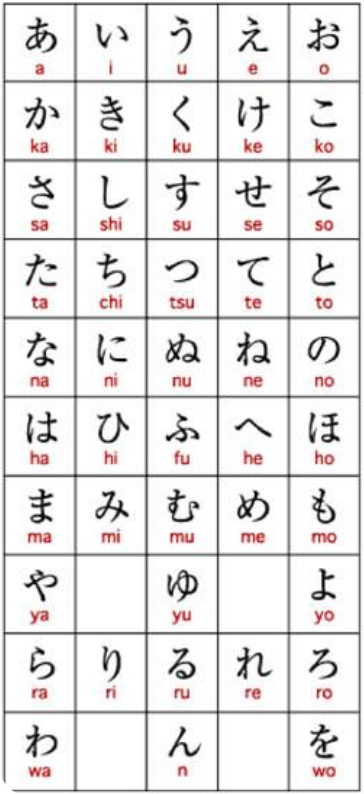 あ い う え お
a i u e o
か き く け こ
ka ki ku ke ko
さ し す せ そ
sa shi su se so
た ち つ て と
ta chi tsu te to
な に ぬ ね の
na ni nu ne no
は ひ ふ へ ほ
ha hi fu he ho
ま み む め も
ma mi mu me mo
や ゆ よ
ya yu yo
ら り る れ ろ
ra ri ru re ro
わ ん を
wa n wo